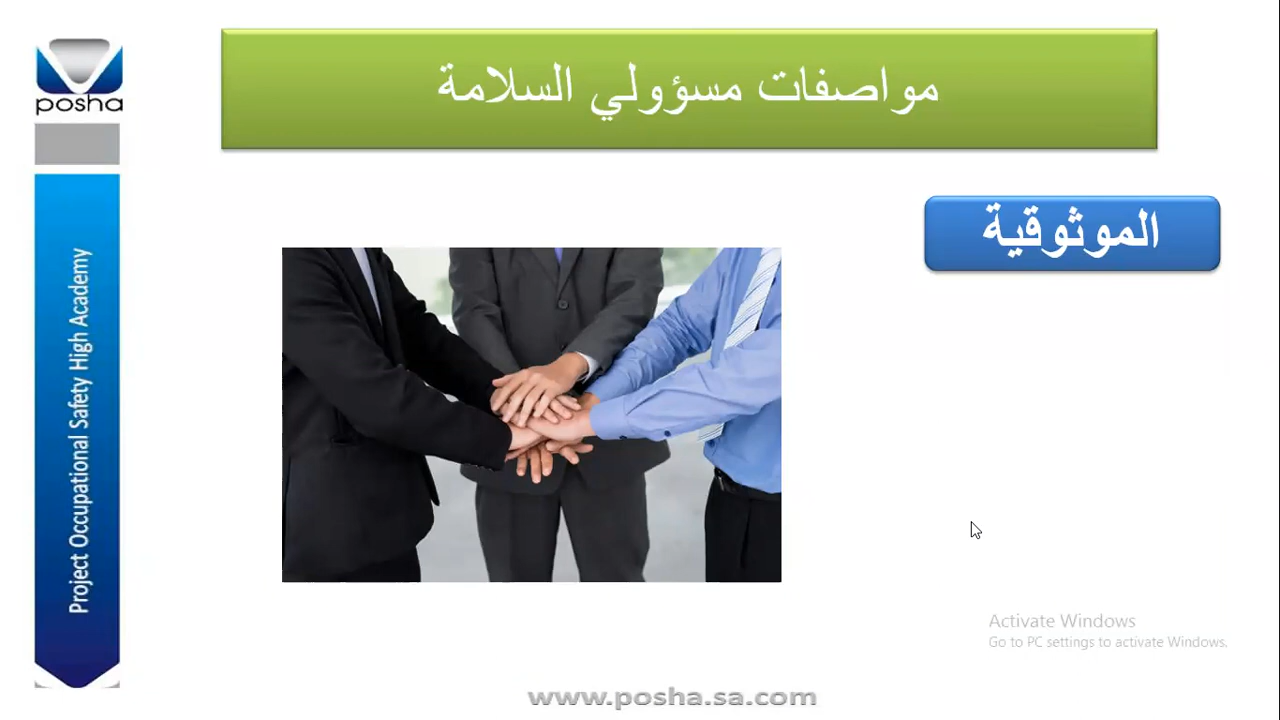 posha
مواصفات مسؤولي السلامة
الموثوقية
Project Occupational Safety High Academy
Activate Windows
Go to PC settings to activate Windows.
www.posha.sa.com